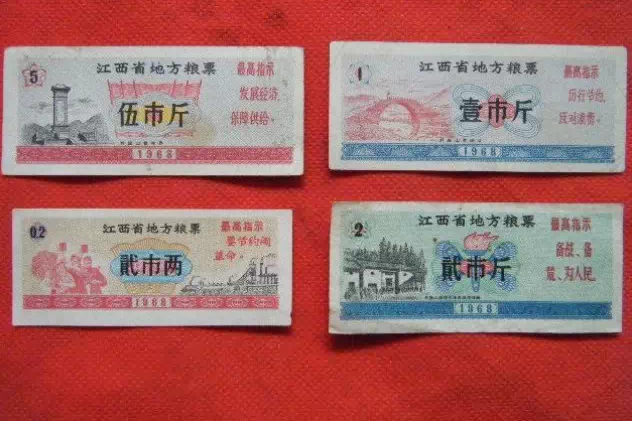 5
江西省地方粮票
最高指示
发展经济,
保障供给。
伍市斤
1968
1
江西省地方粮票
最高指示
厉行节约,
反对浪费。
壹市斤
1968
0.2
江西省地方粮票
最高指示
要节约闹
革命。
贰市两
1968
2
江西省地方粮票
最高指示
备战、备
荒、为人民。
贰市斤
1968